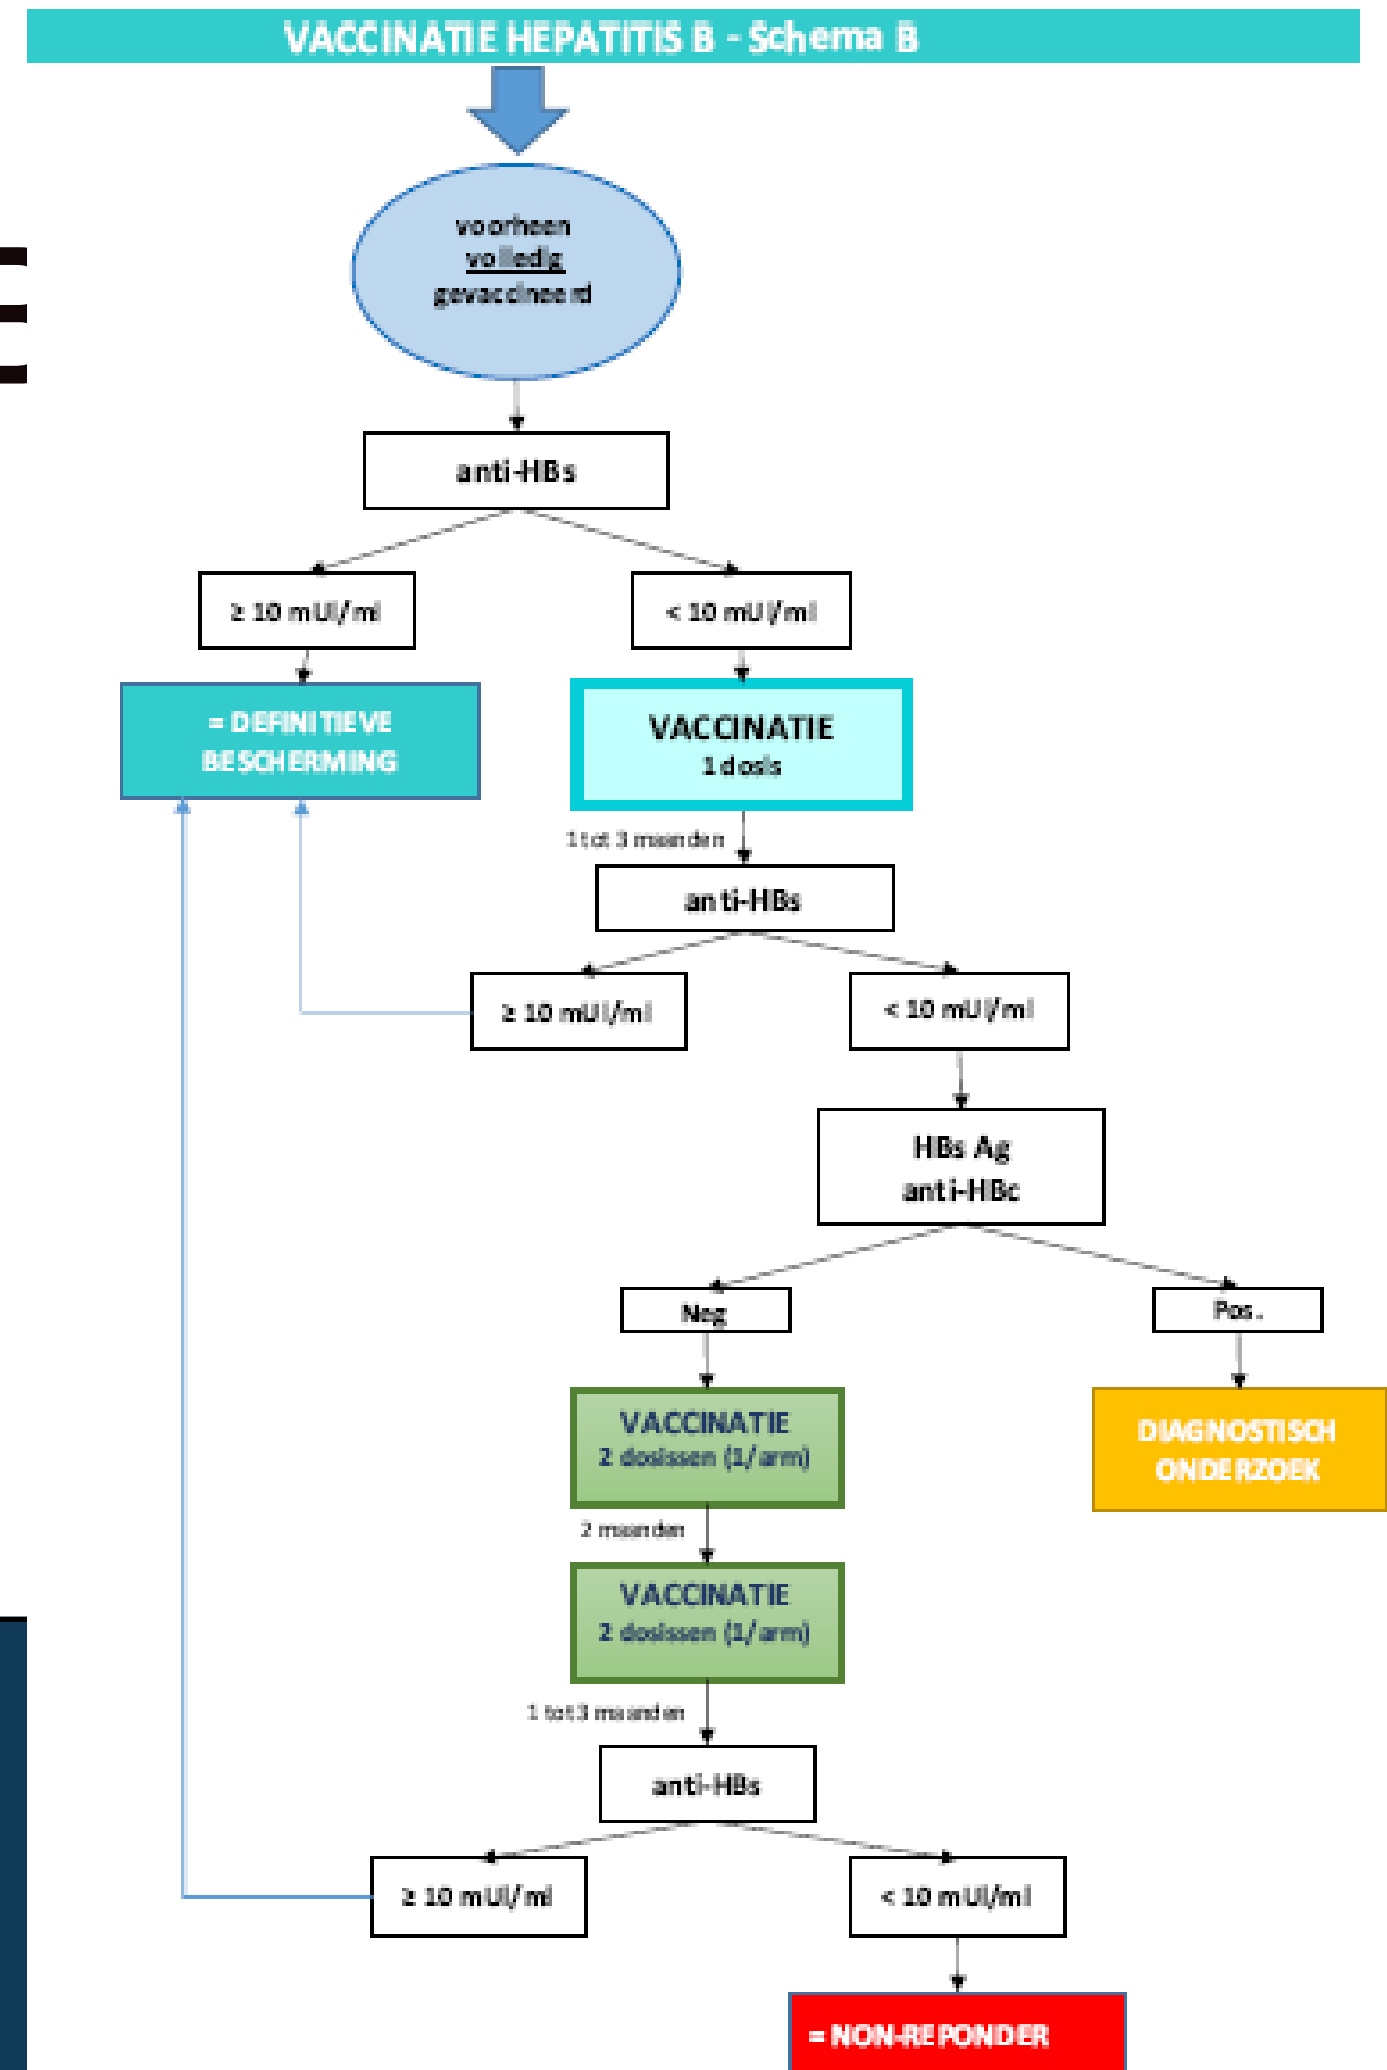 VACCINATIE HEPATITIS B - Schema B
voorheen
volledig
gevaccineerd
anti-HBs
≥ 10 mUI/ml
< 10 mUI/ml
= DEFINITIEVE
BESCHERMING
VACCINATIE
1 dosis
1 tot 3 maanden
anti-HBs
≥ 10 mUI/ml
< 10 mUI/ml
HBs Ag
anti-HBc
Neg
Pos.
VACCINATIE
2 dosissen (1/arm)
DIAGNOSTISCH
ONDERZOEK
2 maanden
VACCINATIE
2 dosissen (1/arm)
1 tot 3 maanden
anti-HBs
≥ 10 mUI/ml
< 10 mUI/ml
= NON-REPONDER